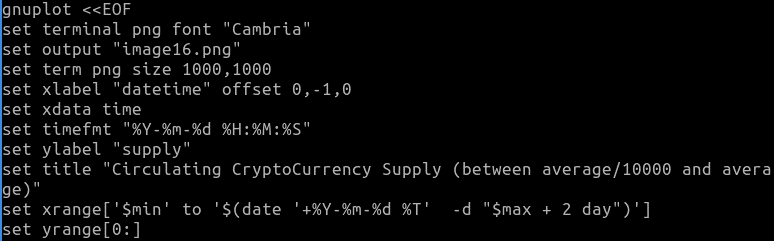 gnuplot <<EOF
set terminal png font "Cambria"
set output "image16.png"
set term png size 1000,1000
set xlabel "datetime" offset 0,-1,0
set xdata time
set timefmt "%Y-%m-%d %H:%M:%S"
set ylabel "supply"
set title "Circulating CryptoCurrency Supply (between average/10000 and avera
ge)"
set xrange['$min' to '$(date '+%Y-%m-%d %T'  -d "$max + 2 day")']
set yrange[0:]